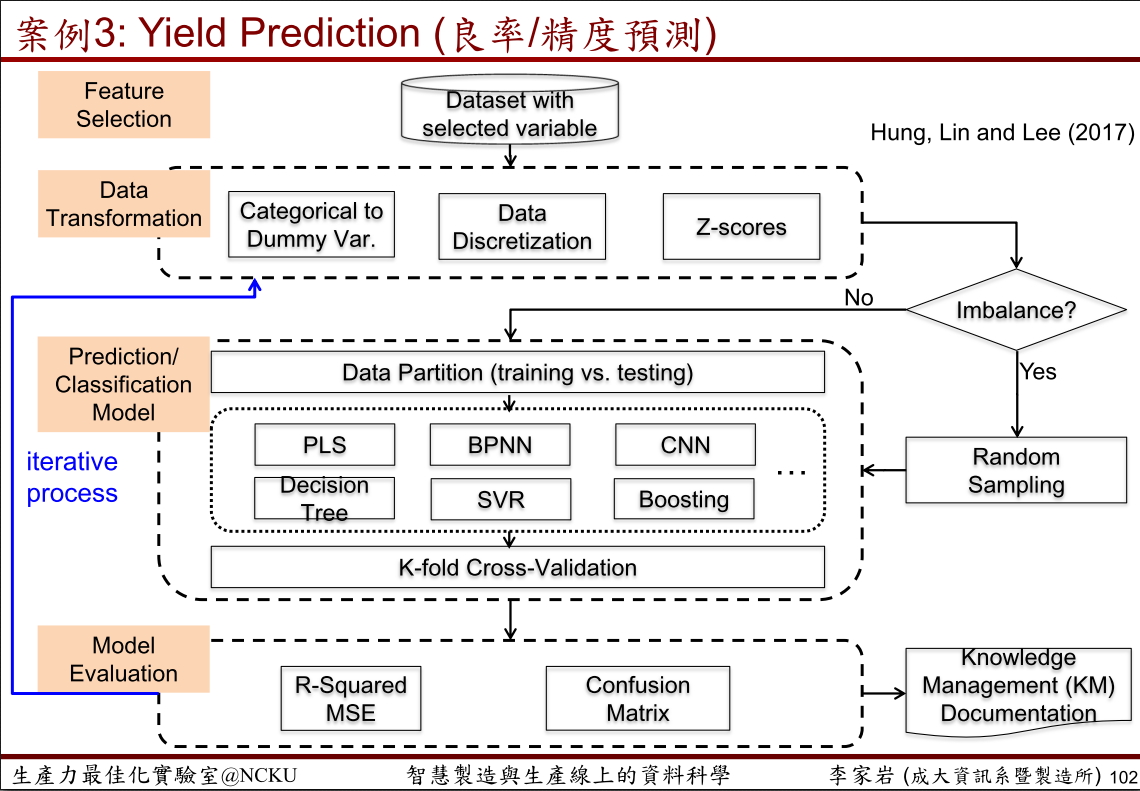 案例3: Yield Prediction (良率/精度預測)
Feature
Selection
Dataset with
selected variable
Hung, Lin and Lee (2017)
Data
Transformation
Categorical to
Dummy Var.
Data
Discretization
Z-scores
No
Imbalance?
Yes
Prediction/
Classification
Model
Data Partition (training vs. testing)
PLS
BPNN
CNN
Decision
Tree
SVR
Boosting
...
Random
Sampling
iterative
process
K-fold Cross-Validation
Model
Evaluation
R-Squared
MSE
Confusion
Matrix
Knowledge
Management (KM)
Documentation
生產力最佳化實驗室@NCKU
智慧製造與生產線上的資料科學
李家岩 (成大資訊系暨製造所) 102